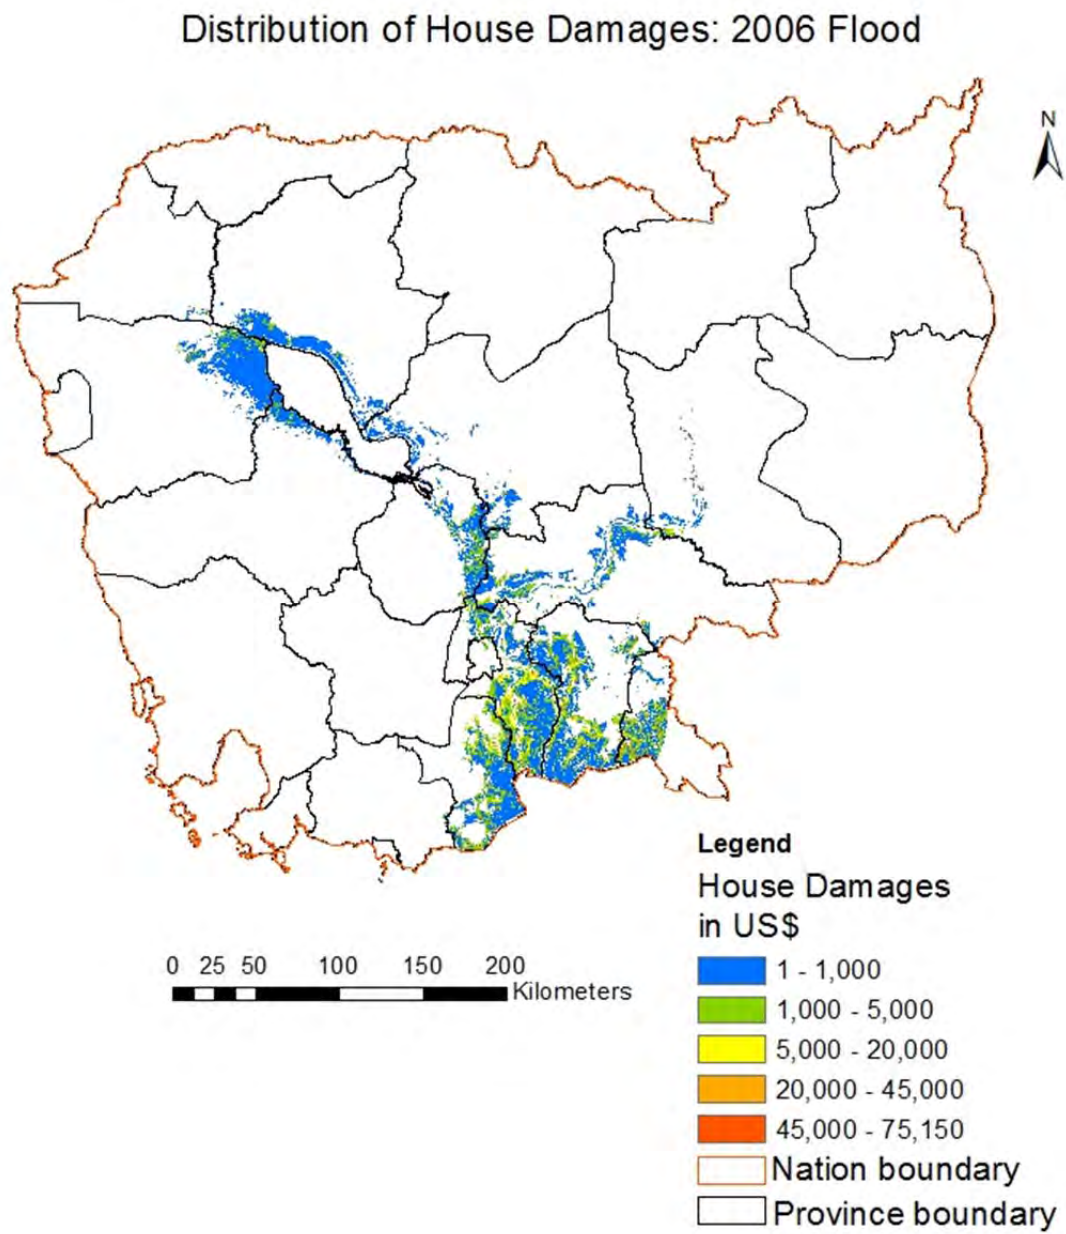 Distribution of House Damages: 2006 Flood
N
Legend
House Damages
in US$
1 - 1,000
1,000 - 5,000
5,000 - 20,000
20,000 - 45,000
45,000 - 75,150
Nation boundary
Province boundary
0 25 50 100 150 200
Kilometers